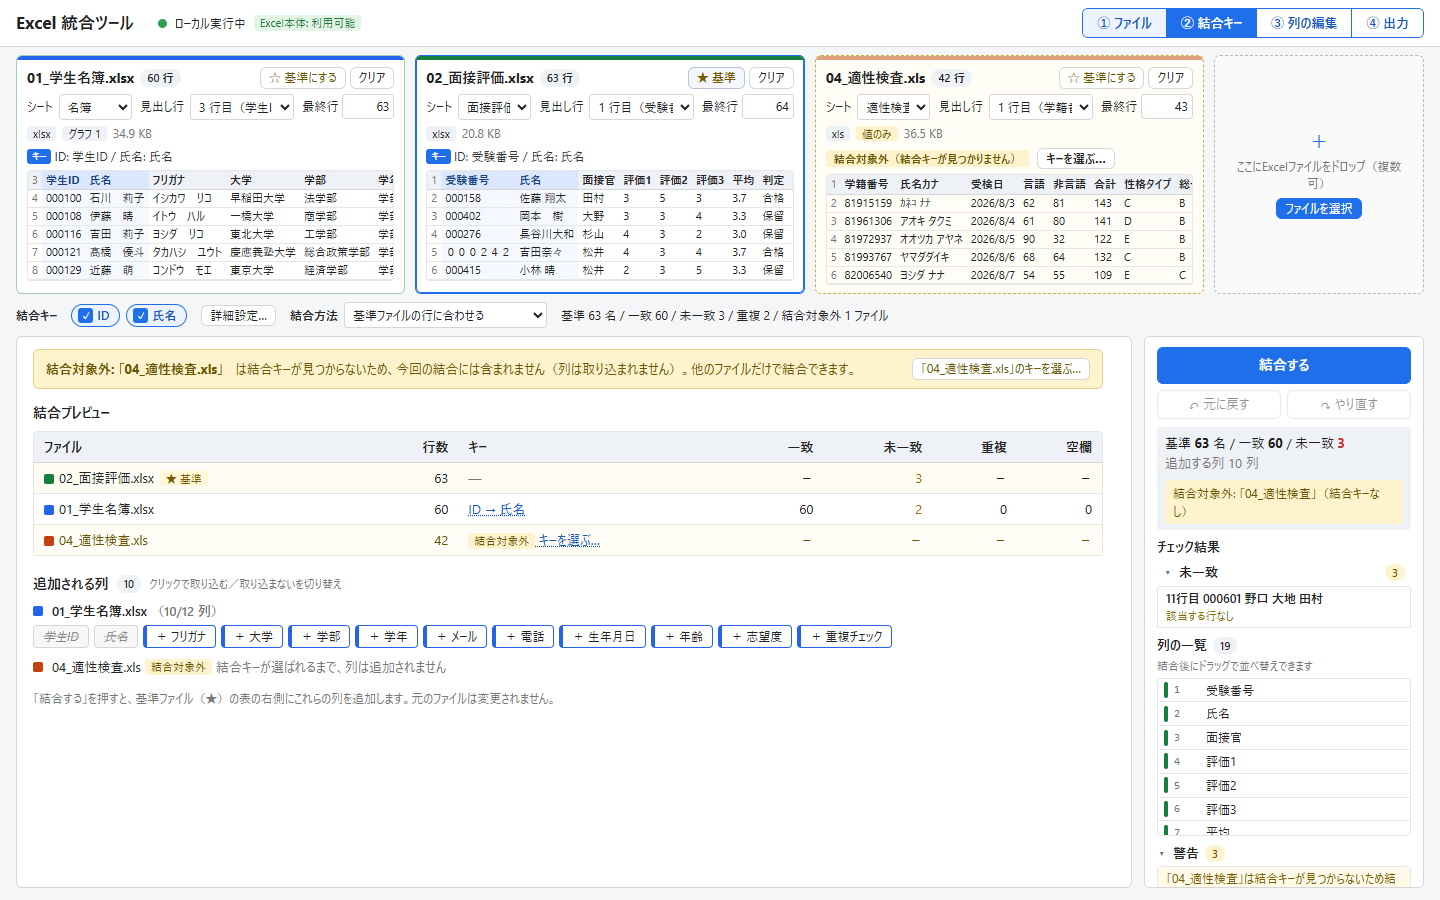 Excel 統合ツール
ローカル実行中
Excel本体: 利用可能
① ファイル
② 結合キー
③ 列の編集
④ 出力
01_学生名簿.xlsx 60 行 ☆ 基準にする クリア
シート 名簿 見出し行 3 行目（学生I 最終行 63
xlsx グラフ 1 34.9 KB
キー ID: 学生ID / 氏名: 氏名
3 学生ID 氏名 フリガナ 大学 学部
4 000100 石川　莉子 イシカワ　リコ 早稲田大学 法学部
5 000108 伊藤　晴 イトウ　ハル 一橋大学 商学部
6 000116 吉田　莉子 ヨシダ　リコ 東北大学 工学部
7 000121 高橋　優斗 タカハシ　ユウト 慶應義塾大学 総合政策学部
8 000129 近藤　萌 コンドウ　モエ 東京大学 経済学部
02_面接評価.xlsx 63 行 ★ 基準 クリア
シート 面接評価 見出し行 1 行目（受験 最終行 64
xlsx 20.8 KB
キー ID: 受験番号 / 氏名: 氏名
1 受験番号 氏名 面接官 評価1 評価2 評価3 平均 判定
2 000158 佐藤 翔太 田村 3 5 3 3.7 合格
3 000402 岡本　樹 大野 3 3 4 3.3 保留
4 000276 長谷川大和 杉山 4 3 2 3.0 保留
5 ０００２４２ 吉田奈々 松井 4 3 4 3.7 合格
6 000415 小林 晴 松井 2 3 5 3.3 保留
04_適性検査.xls 42 行 ☆ 基準にする クリア
シート 適性検査 見出し行 1 行目（学籍 最終行 43
xls 値のみ 36.5 KB
結合対象外（結合キーが見つかりません） キーを選ぶ...
1 学籍番号 氏名カナ 受検日 言語 非言語 合計 性格タイプ 総
2 81915159 ｶﾈｺ ﾅﾅ 2026/8/3 62 81 143 C B
3 81961306 アオキ タクミ 2026/8/4 61 80 141 D B
4 81972937 オオツカ アヤネ 2026/8/5 90 32 122 E B
5 81993767 ヤマダダイキ 2026/8/6 68 64 132 C B
6 82006540 ヨシダ ナナ 2026/8/7 54 55 109 E C
＋
ここにExcelファイルをドロップ（複数
可）
ファイルを選択
結合キー ID 氏名 詳細設定... 結合方法 基準ファイルの行に合わせる 基準 63 名 / 一致 60 / 未一致 3 / 重複 2 / 結合対象外 1 ファイル
結合対象外:「04_適性検査.xls」 は結合キーが見つからないため、今回の結合には含まれません（列は取り込まれません）。他のファイルだけで結合できます。
「04_適性検査.xls」のキーを選ぶ...
結合プレビュー
ファイル 行数 キー 一致 未一致 重複 空欄
02_面接評価.xlsx ★ 基準 63 — – 3 – –
01_学生名簿.xlsx 60 ID → 氏名 60 2 0 0
04_適性検査.xls 42 結合対象外 キーを選ぶ... – – – –
追加される列 10 クリックで取り込む／取り込まないを切り替え
01_学生名簿.xlsx （10/12 列）
学生ID 氏名 ＋ フリガナ ＋ 大学 ＋ 学部 ＋ 学年 ＋ メール ＋ 電話 ＋ 生年月日 ＋ 年齢 ＋ 志望度 ＋ 重複チェック
04_適性検査.xls 結合対象外 結合キーが選ばれるまで、列は追加されません
「結合する」を押すと、基準ファイル（★）の表の右側にこれらの列を追加します。元のファイルは変更されません。
結合する
↶ 元に戻す
↷ やり直す
基準 63 名 / 一致 60 / 未一致 3
追加する列 10 列
結合対象外:「04_適性検査」（結合キーな
し）
チェック結果
▾ 未一致 3
11行目 000601 野口 大地 田村
該当する行なし
列の一覧 19
結合後にドラッグで並べ替えできます
1 受験番号
2 氏名
3 面接官
4 評価1
5 評価2
6 評価3
7 平均
▾ 警告 3
「04_適性検査」は結合キーが見つからないため結